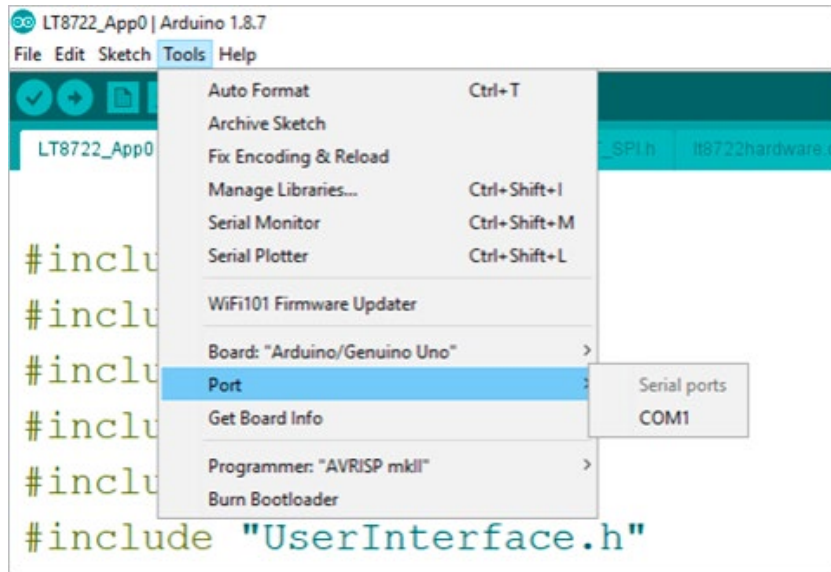 LT8722_App0 | Arduino 1.8.7
File Edit Sketch Tools Help
LT8722_App0
_SPI.h lt8722hardware.
Auto Format Ctrl+T
Archive Sketch
Fix Encoding & Reload
Manage Libraries... Ctrl+Shift+I
Serial Monitor Ctrl+Shift+M
Serial Plotter Ctrl+Shift+L
WiFi101 Firmware Updater
Board: "Arduino/Genuino Uno"
Port
Get Board Info
Programmer: "AVRISP mkII"
Burn Bootloader
Serial ports
COM1
#inclu
#inclu
#inclu
#inclu
#inclu
#include "UserInterface.h"